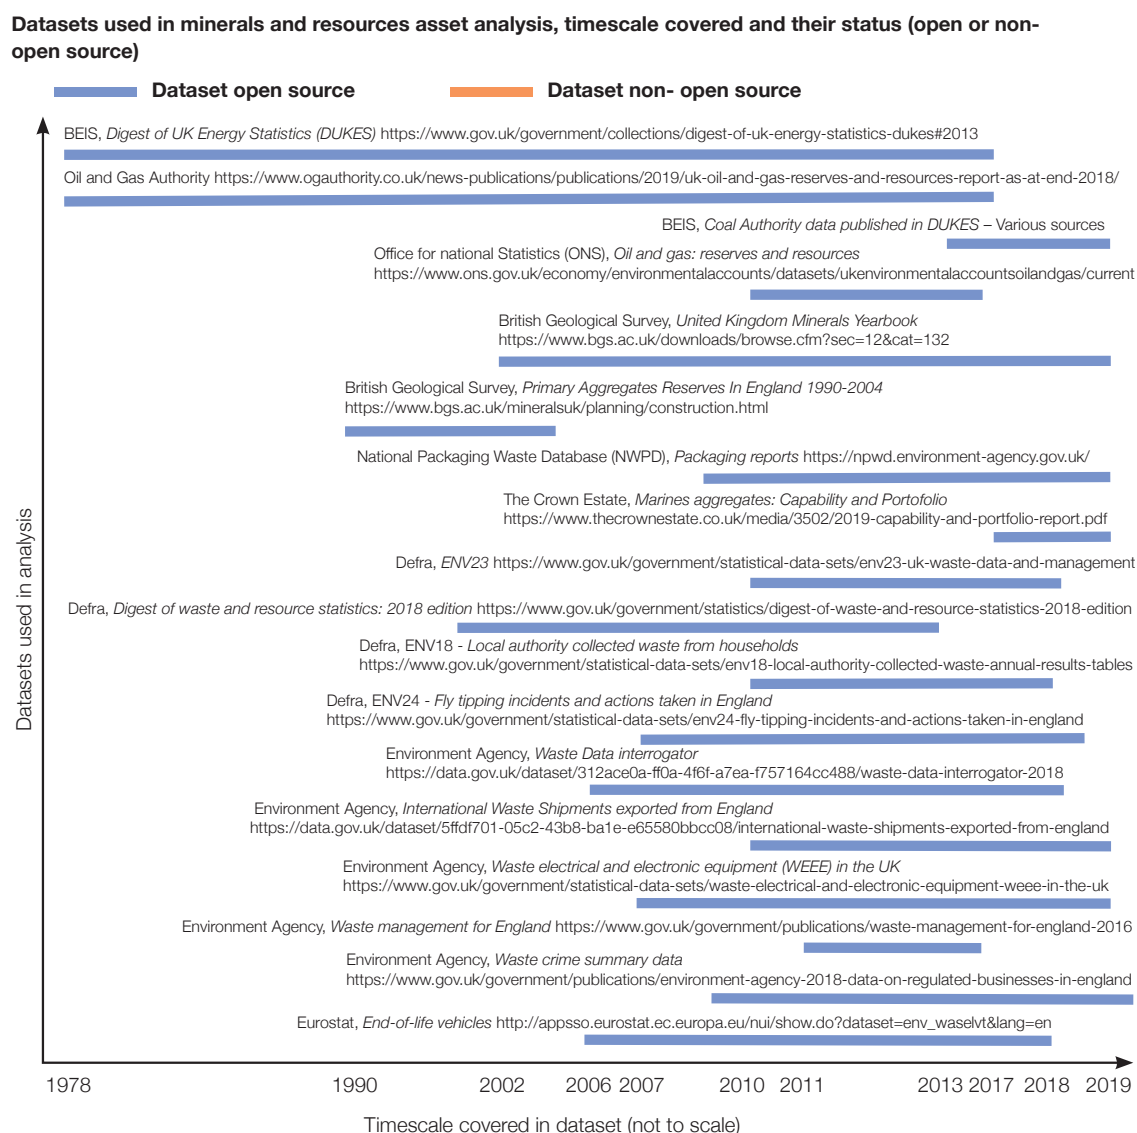 Datasets used in minerals and resources asset analysis, timescale covered and their status (open or non-
open source)
Dataset open source
Dataset non- open source
BEIS, Digest of UK Energy Statistics (DUKES) https://www.gov.uk/government/collections/digest-of-uk-energy-statistics-dukes#2013
Oil and Gas Authority https://www.ogauthority.co.uk/news-publications/publications/2019/uk-oil-and-gas-reserves-and-resources-report-as-at-end-2018/
BEIS, Coal Authority data published in DUKES – Various sources
Office for national Statistics (ONS), Oil and gas: reserves and resources
https://www.ons.gov.uk/economy/environmentalaccounts/datasets/ukenvironmentalaccountsoilandgas/current
British Geological Survey, United Kingdom Minerals Yearbook
https://www.bgs.ac.uk/downloads/browse.cfm?sec=12&cat=132
British Geological Survey, Primary Aggregates Reserves In England 1990-2004
https://www.bgs.ac.uk/mineralsuk/planning/construction.html
National Packaging Waste Database (NWPD), Packaging reports https://npwd.environment-agency.gov.uk/
The Crown Estate, Marines aggregates: Capability and Portofolio
https://www.thecrownestate.co.uk/media/3502/2019-capability-and-portfolio-report.pdf
Defra, ENV23 https://www.gov.uk/government/statistical-data-sets/env23-uk-waste-data-and-management
Defra, Digest of waste and resource statistics: 2018 edition https://www.gov.uk/government/statistics/digest-of-waste-and-resource-statistics-2018-edition
Defra, ENV18 - Local authority collected waste from households
https://www.gov.uk/government/statistical-data-sets/env18-local-authority-collected-waste-annual-results-tables
Defra, ENV24 - Fly tipping incidents and actions taken in England
https://www.gov.uk/government/statistical-data-sets/env24-fly-tipping-incidents-and-actions-taken-in-england
Environment Agency, Waste Data interrogator
https://data.gov.uk/dataset/312ace0a-ff0a-4f6f-a7ea-f757164cc488/waste-data-interrogator-2018
Environment Agency, International Waste Shipments exported from England
https://data.gov.uk/dataset/5ffdf701-05c2-43b8-ba1e-e65580bbcc08/international-waste-shipments-exported-from-england
Environment Agency, Waste electrical and electronic equipment (WEEE) in the UK
https://www.gov.uk/government/statistical-data-sets/waste-electrical-and-electronic-equipment-weee-in-the-uk
Environment Agency, Waste management for England https://www.gov.uk/government/publications/waste-management-for-england-2016
Environment Agency, Waste crime summary data
https://www.gov.uk/government/publications/environment-agency-2018-data-on-regulated-businesses-in-england
Eurostat, End-of-life vehicles http://appsso.eurostat.ec.europa.eu/nui/show.do?dataset=env_waselvt&lang=en
Datasets used in analysis
1978 1990 2002 2006 2007 2010 2011 2013 2017 2018 2019
Timescale covered in dataset (not to scale)